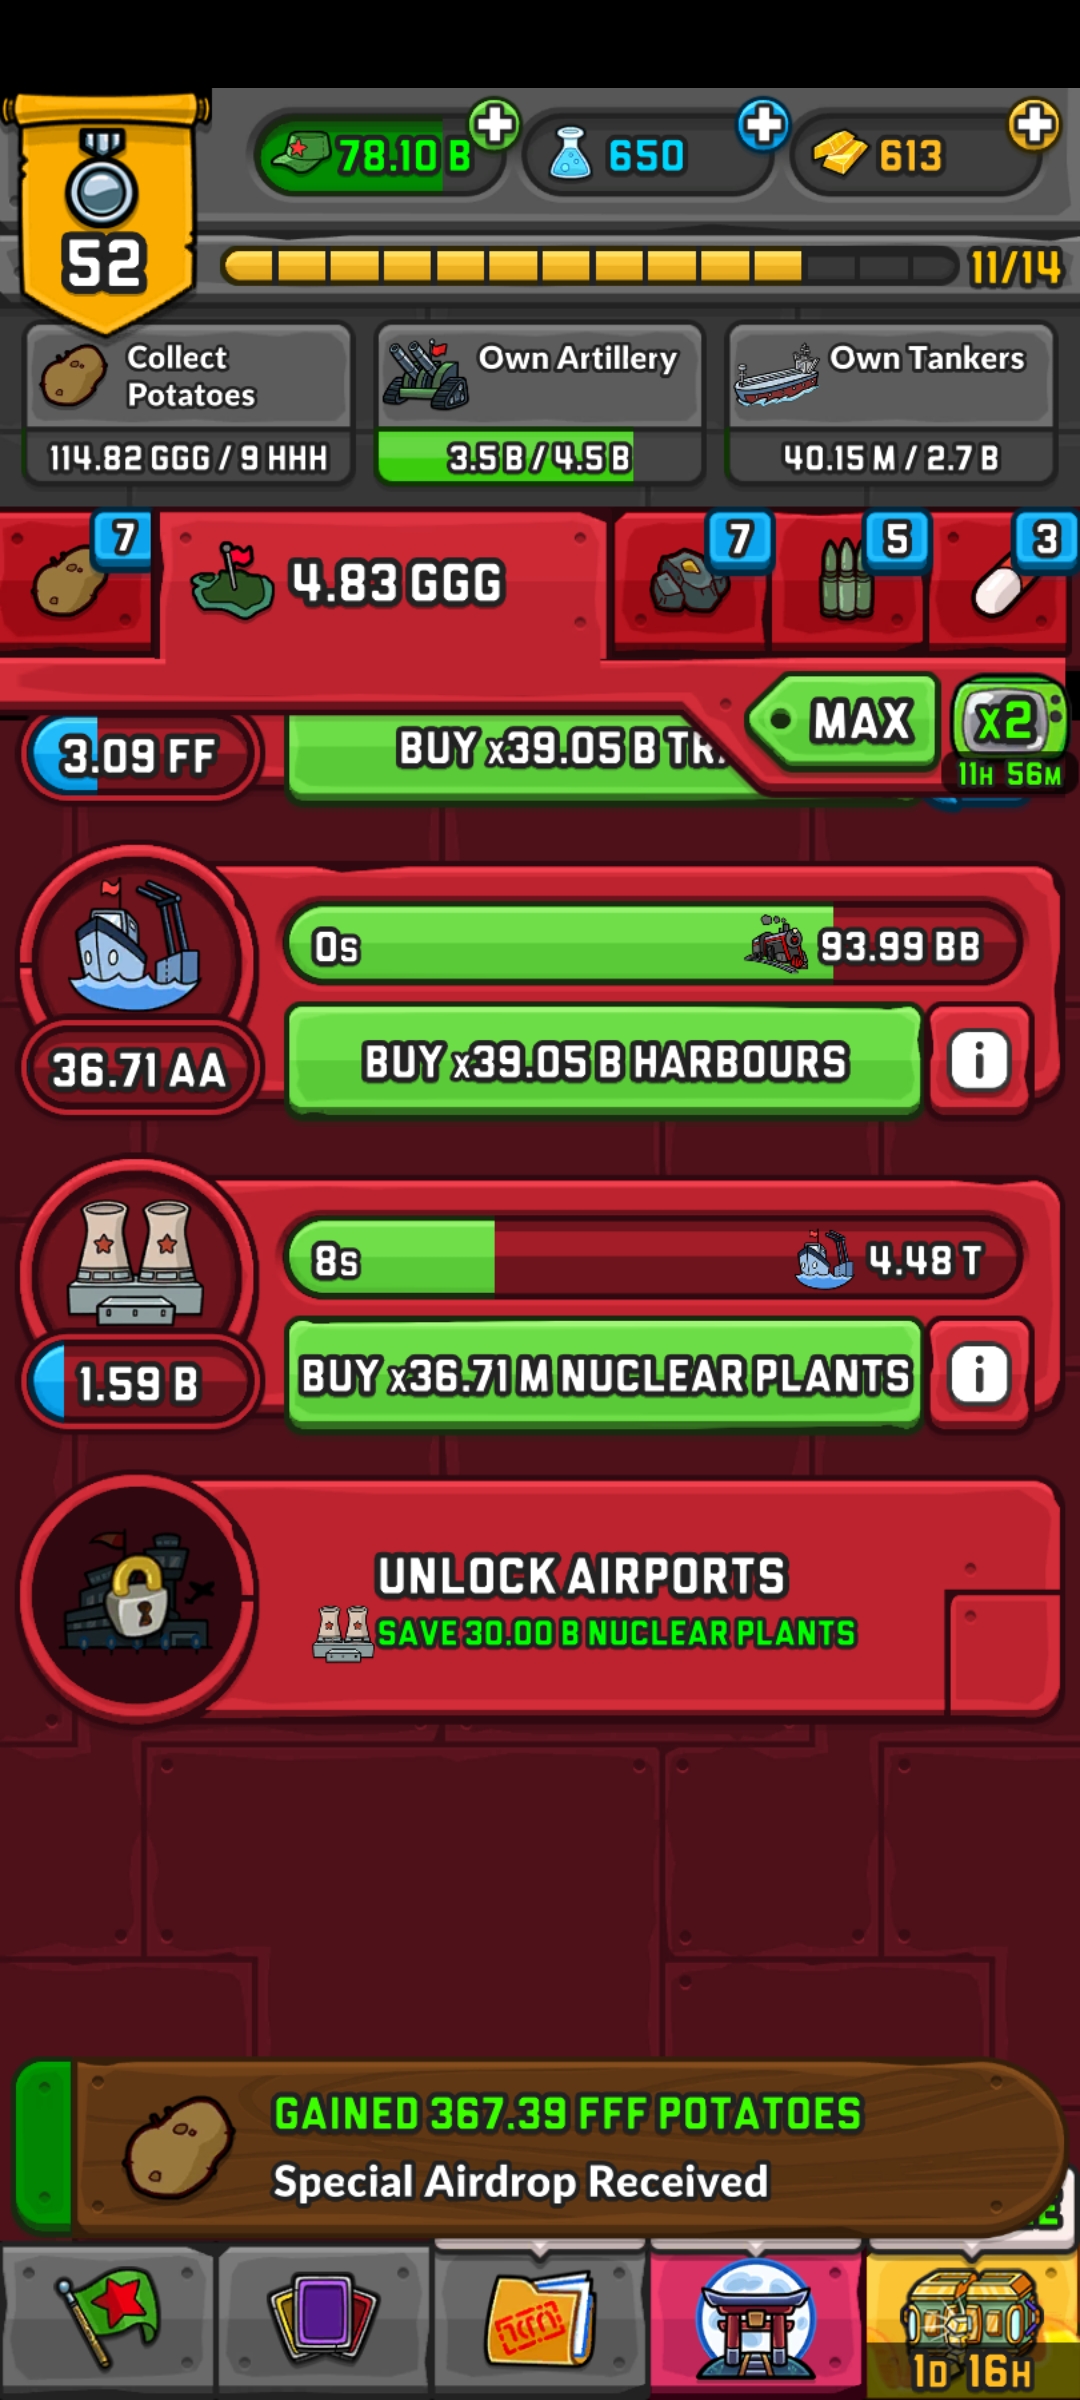 78.10 B
650
613
52
11/14
Collect
Potatoes
Own Artillery
Own Tankers
114.82 GGG / 9 HHH
3.5 B / 4.5 B
40.15 M / 2.7 B
7
4.83 GGG
7
5
3
MAX
x2
11H 56M
3.09 FF
BUY x39.05 B
0s
93.99 BB
36.71 AA
BUY x39.05 B HARBOURS
i
8s
4.48 T
1.59 B
BUY x36.71 M NUCLEAR PLANTS
i
UNLOCK AIRPORTS
SAVE 30.00 B NUCLEAR PLANTS
GAINED 367.39 FFF POTATOES
Special Airdrop Received
1D 16H